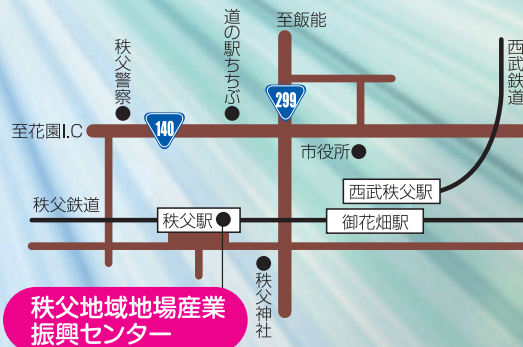 至飯能
道の駅ちちぶ
秩父警察
西武鉄道
299
140
至花園I.C
市役所
西武秩父駅
秩父鉄道
秩父駅
御花畑駅
秩父神社
秩父地域地場産業
振興センター